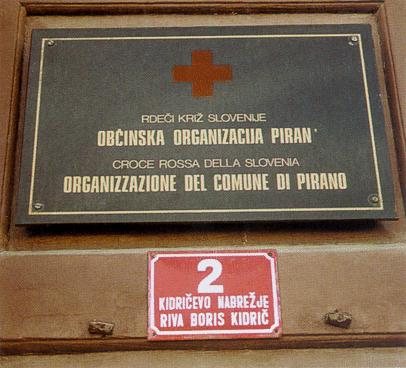 RDEČI KRIŽ SLOVENIJE
OBČINSKA ORGANIZACIJA PIRAN
CROCE ROSSA DELLA SLOVENIA
ORGANIZZAZIONE DEL COMUNE DI PIRANO
2
KIDRIČEVO NABREŽJE
RIVA BORIS KIDRIČ